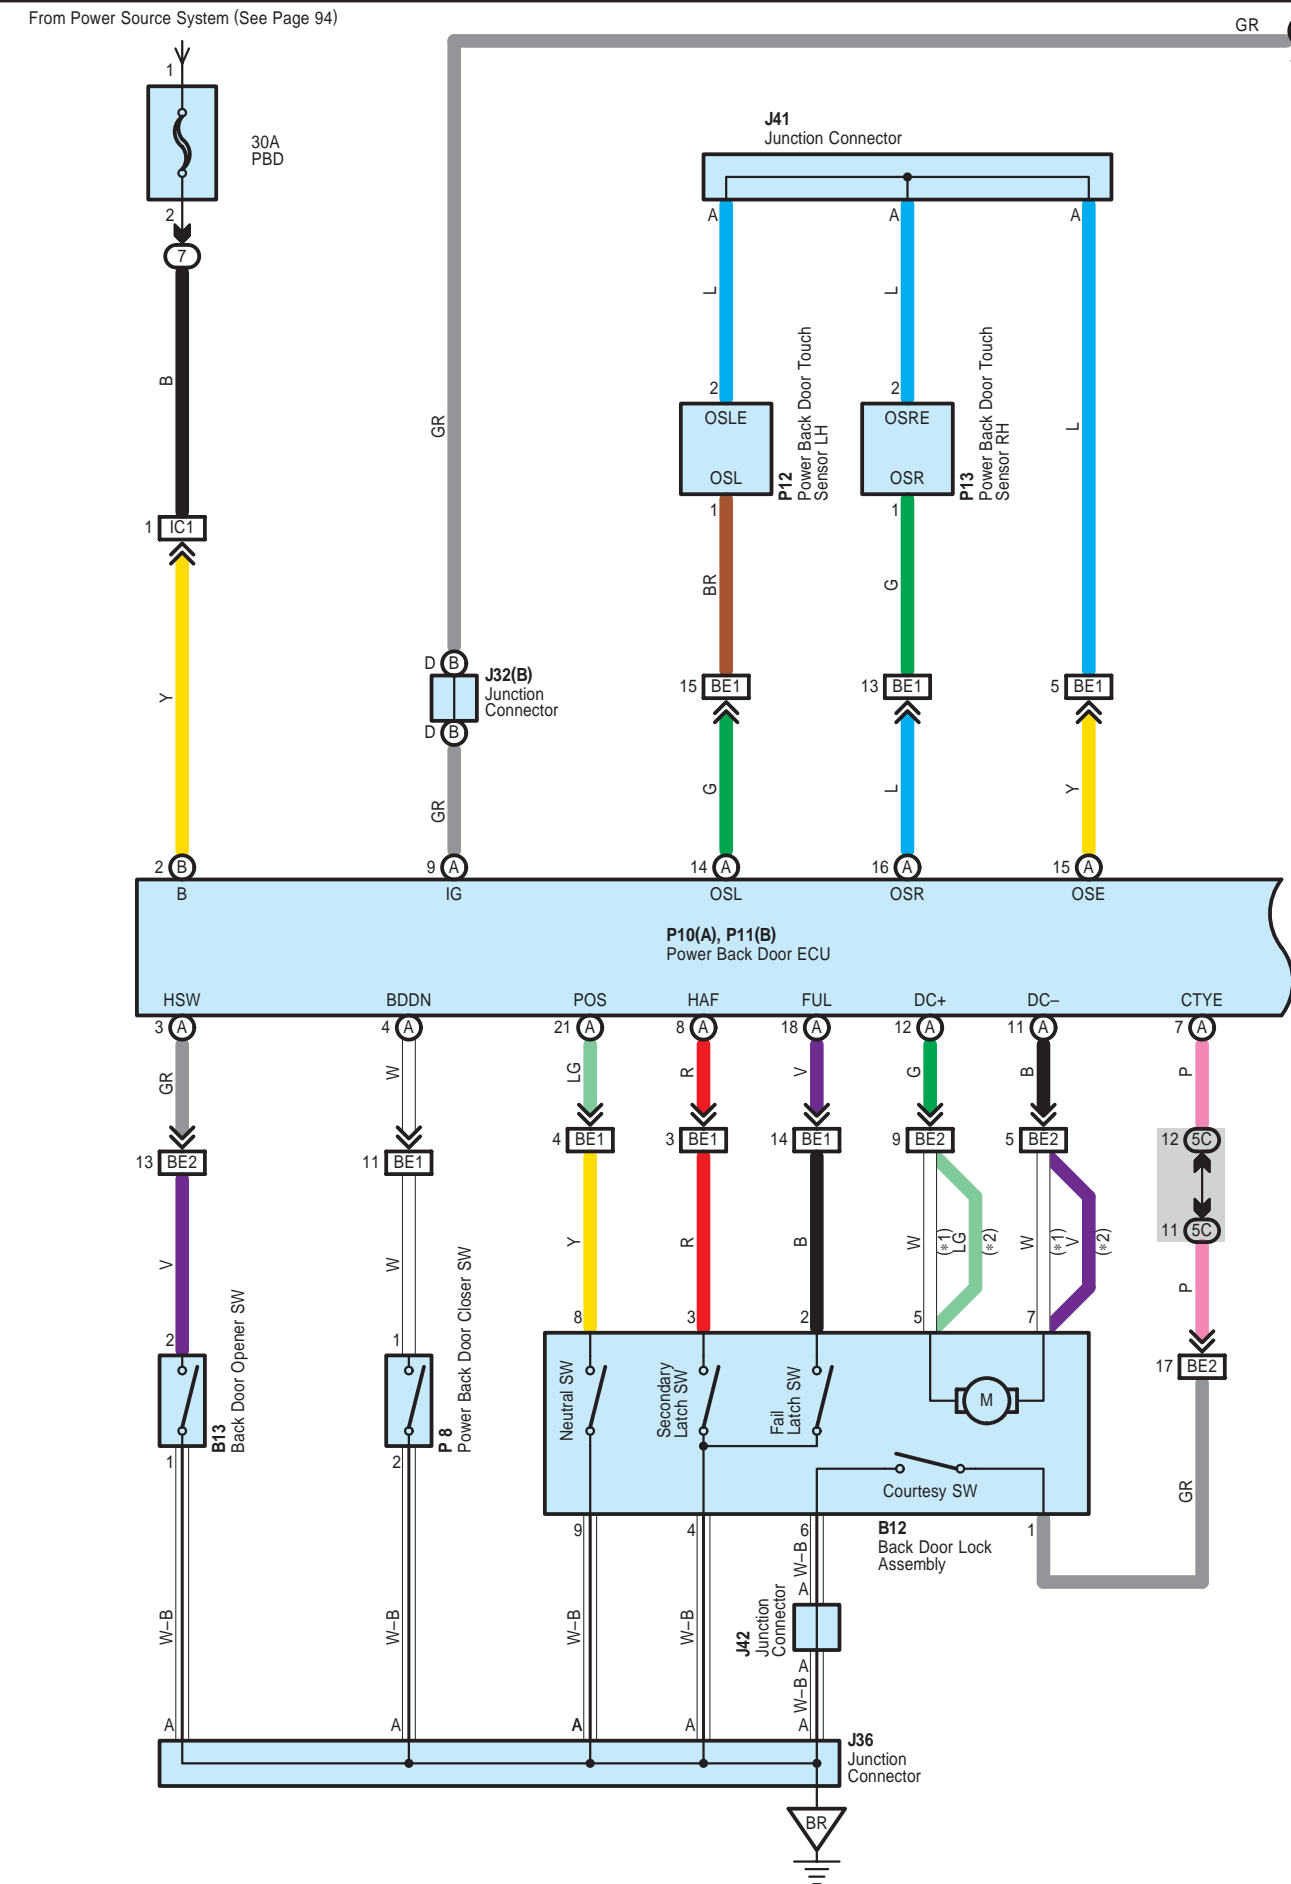 From Power Source System (See Page 94)
GR
1
30A
PBD
2
7
B
1 IC1
Y
2 B
GR
D B
J32(B)
Junction
Connector
D B
GR
9 A
J41
Junction Connector
A A A
L L L
2 2
OSLE OSRE
OSL OSR
P12
Power Back Door Touch
Sensor LH
P13
Power Back Door Touch
Sensor RH
1 1
BR G
15 BE1 13 BE1 5 BE1
G L Y
14 A 16 A 15 A
B IG OSL OSR OSE
P10(A), P11(B)
Power Back Door ECU
HSW BDDN POS HAF FUL DC+ DC– CTYE
3 A 4 A 21 A 8 A 18 A 12 A 11 A 7 A
GR W LG R V G B P
13 BE2 11 BE1 4 BE1 3 BE1 14 BE1 9 BE2 5 BE2 12 5C
11 5C
V W Y R B W (*1) LG (*2) W (*1) V (*2) P
2 1 8 3 2 5 7
17 BE2
B13
Back Door Opener SW
P 8
Power Back Door Closer SW
Neutral SW
Secondary
Latch SW
Fail
Latch SW
M
Courtesy SW
1 2 9 4 6 1
B12
Back Door Lock
Assembly
GR
W–B W–B W–B W–B W–B
A
J42
Junction
Connector
A
W–B
A A A A A
J36
Junction
Connector
BR